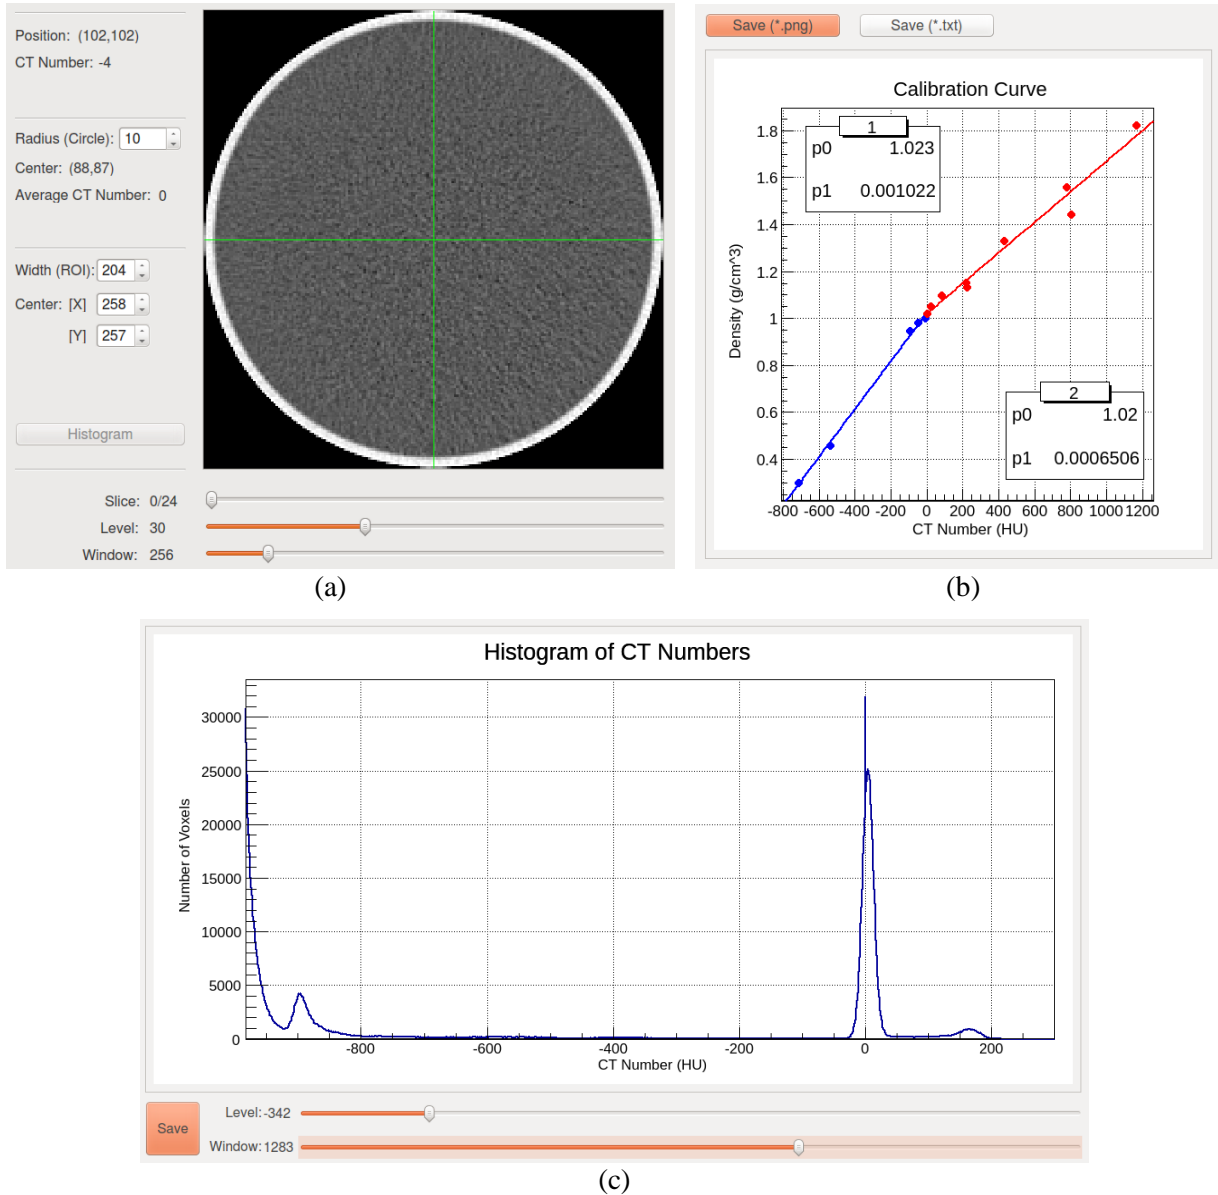 Position: (102,102)
CT Number: -4
Radius (Circle): 10
Center: (88,87)
Average CT Number: 0
Width (ROI): 204
Center: [X] 258
[Y] 257
Histogram
Slice: 0/24
Level: 30
Window: 256
(a)
Save (*.png) Save (*.txt)
Calibration Curve
1
p0 1.023
p1 0.001022
2
p0 1.02
p1 0.0006506
Density (g/cm^3)
1.8
1.6
1.4
1.2
1
0.8
0.6
0.4
-800 -600 -400 -200 0 200 400 600 800 1000 1200
CT Number (HU)
(b)
Histogram of CT Numbers
Number of Voxels
30000
25000
20000
15000
10000
5000
0
-800 -600 -400 -200 0 200
CT Number (HU)
Save
Level: -342
Window: 1283
(c)